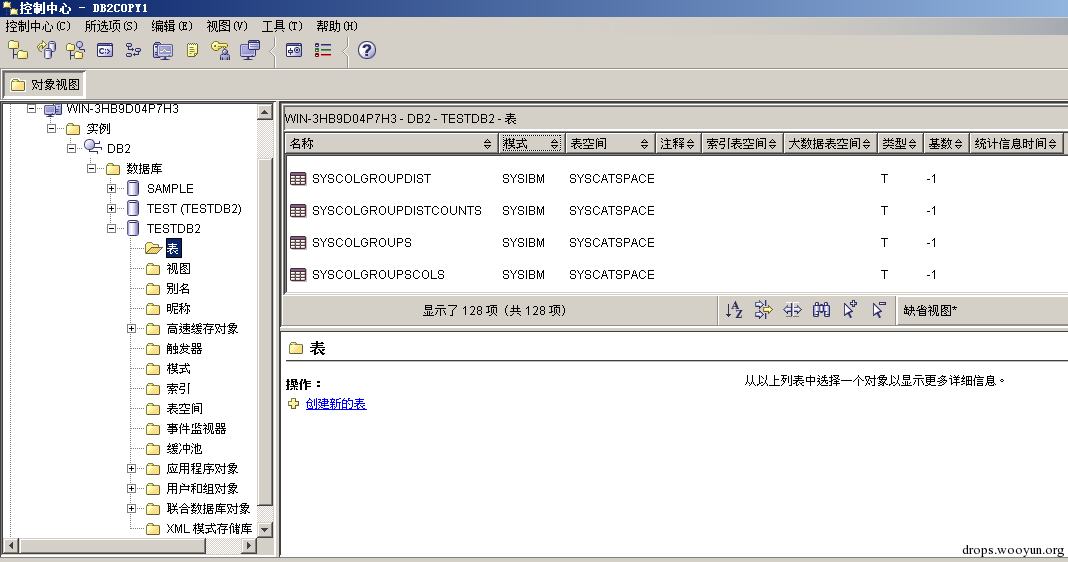 控制中心 - DB2COPY1
控制中心(C) 所选项(S) 编辑(E) 视图(V) 工具(T) 帮助(H)
对象视图
WIN-3HB9D04P7H3
实例
DB2
数据库
SAMPLE
TEST (TESTDB2)
TESTDB2
表
视图
别名
昵称
高速缓存对象
触发器
模式
索引
表空间
事件监视器
缓冲池
应用程序对象
用户和组对象
联合数据库对象
XML 模式存储库
WIN-3HB9D04P7H3 - DB2 - TESTDB2 - 表
名称 模式 表空间 注释 索引表空间 大数据表空间 类型 基数 统计信息时间
SYSCOLGROUPDIST SYSIBM SYSCATSPACE T -1
SYSCOLGROUPDISTCOUNTS SYSIBM SYSCATSPACE T -1
SYSCOLGROUPS SYSIBM SYSCATSPACE T -1
SYSCOLGROUPSCOLS SYSIBM SYSCATSPACE T -1
显示了 128 项（共 128 项） 缺省视图*
表
操作：
创建新的表
从以上列表中选择一个对象以显示更多详细信息。
drops.wooyun.org